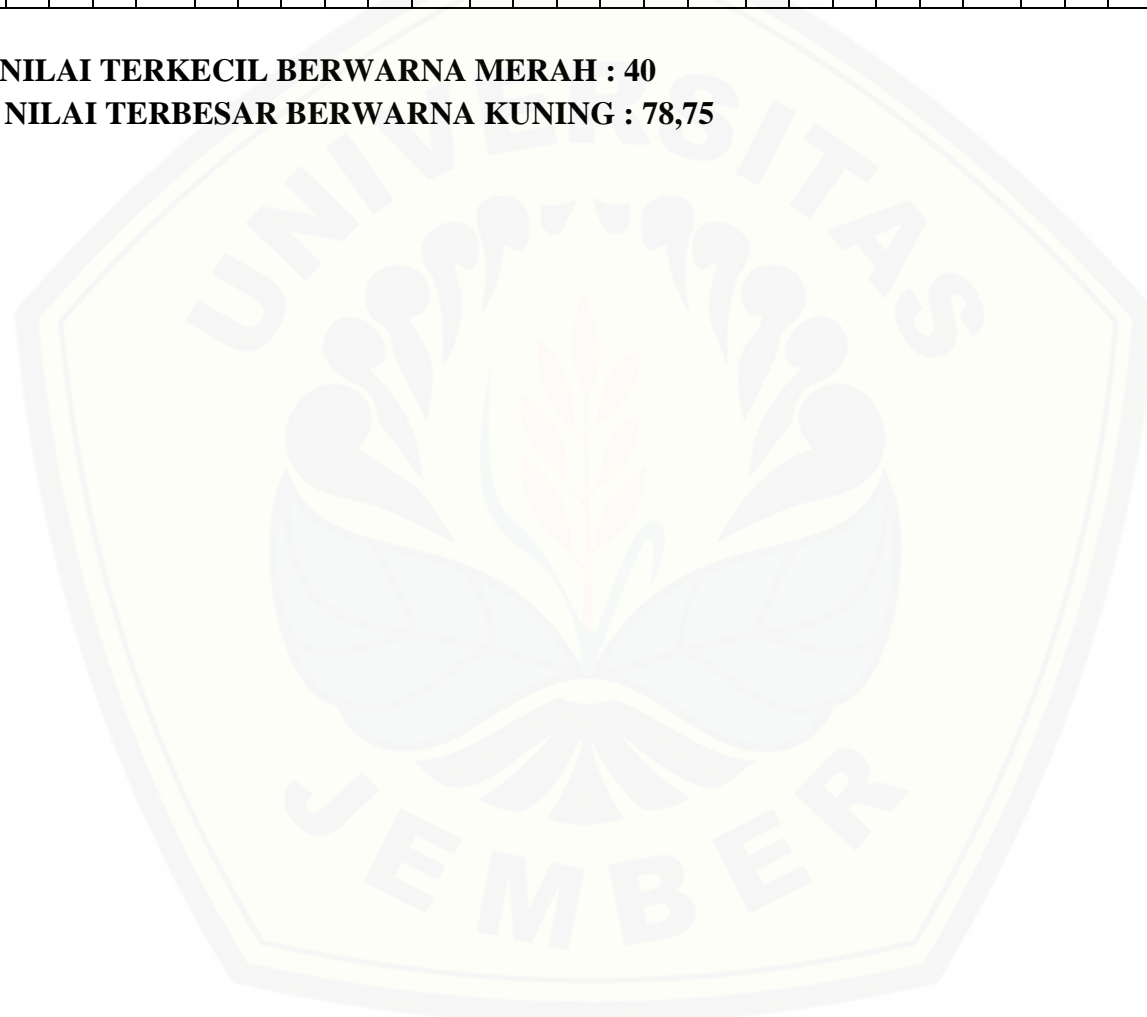 NILAI TERKECIL BERWARNA MERAH : 40
NILAI TERBESAR BERWARNA KUNING : 78,75
UNIVERSITAS
JEMBER